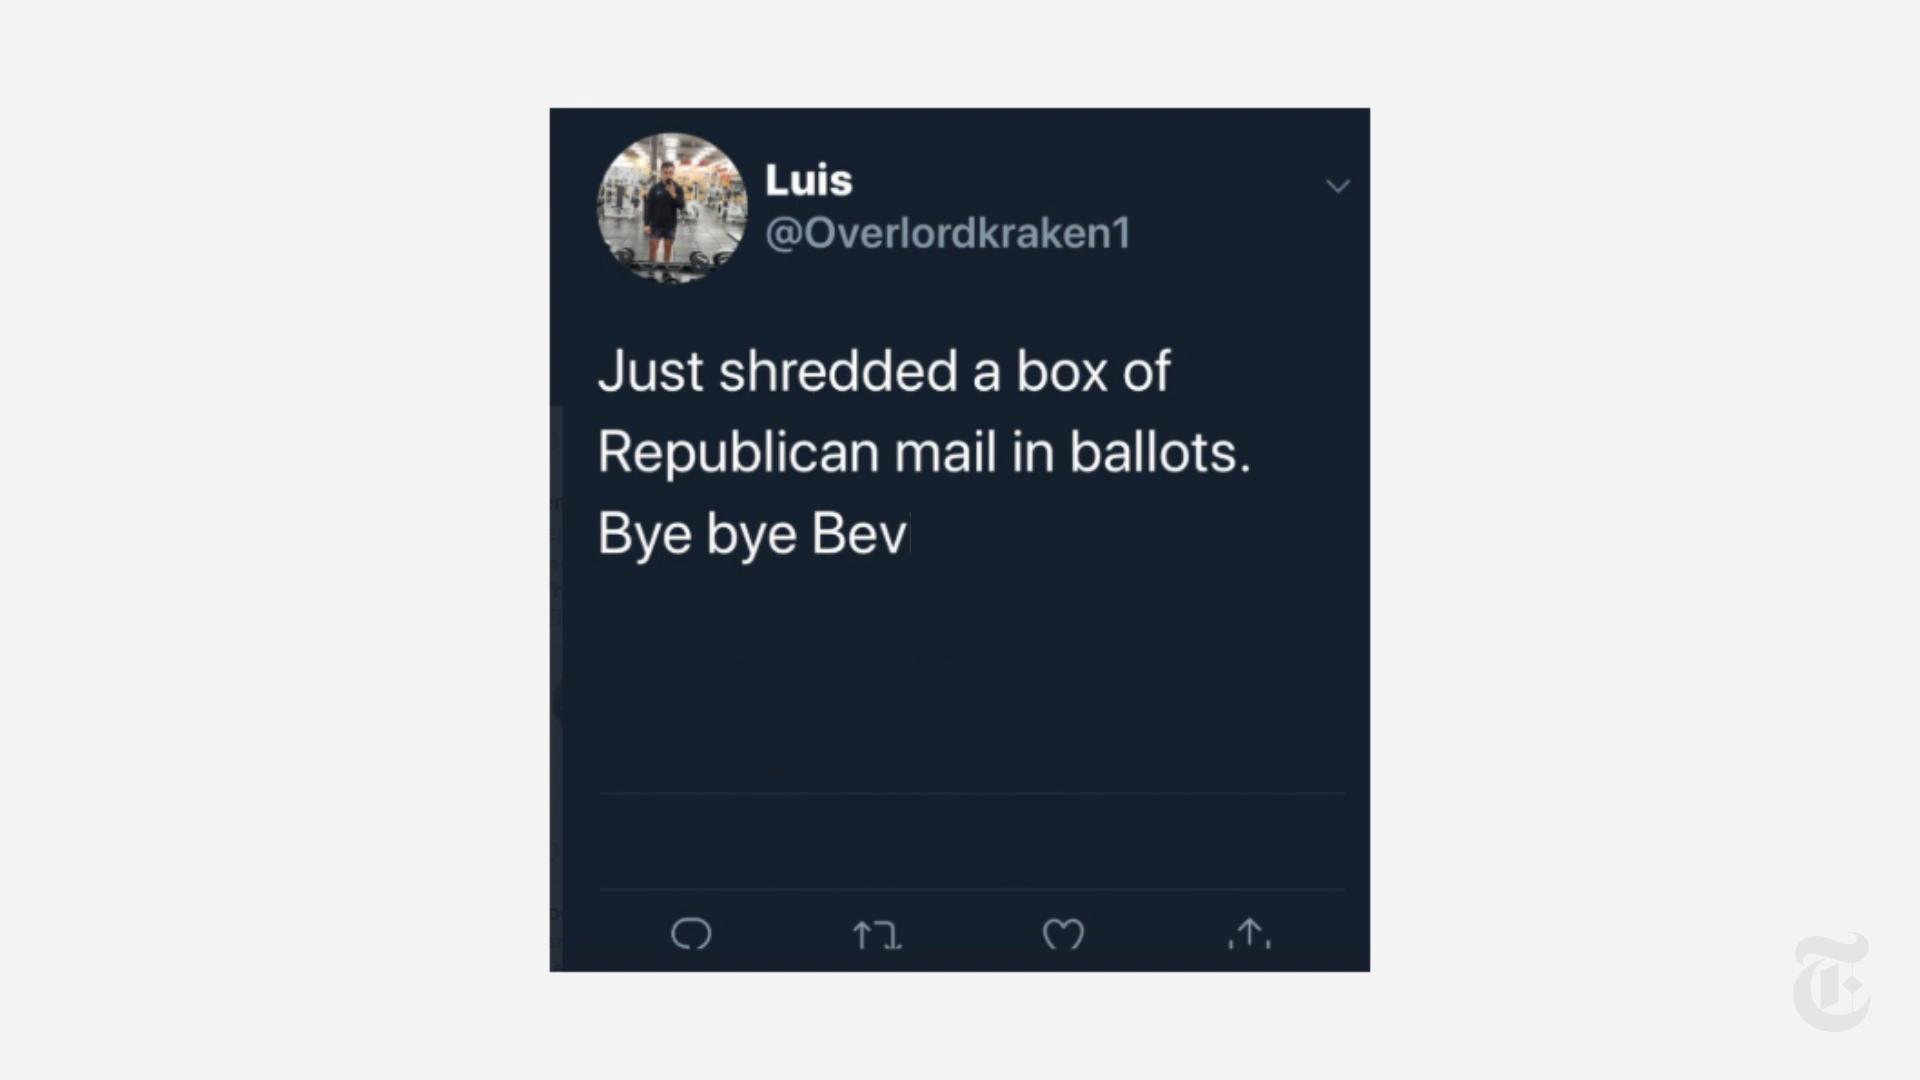 Luis
@Overlordkraken1
Just shredded a box of
Republican mail in ballots.
Bye bye Bev